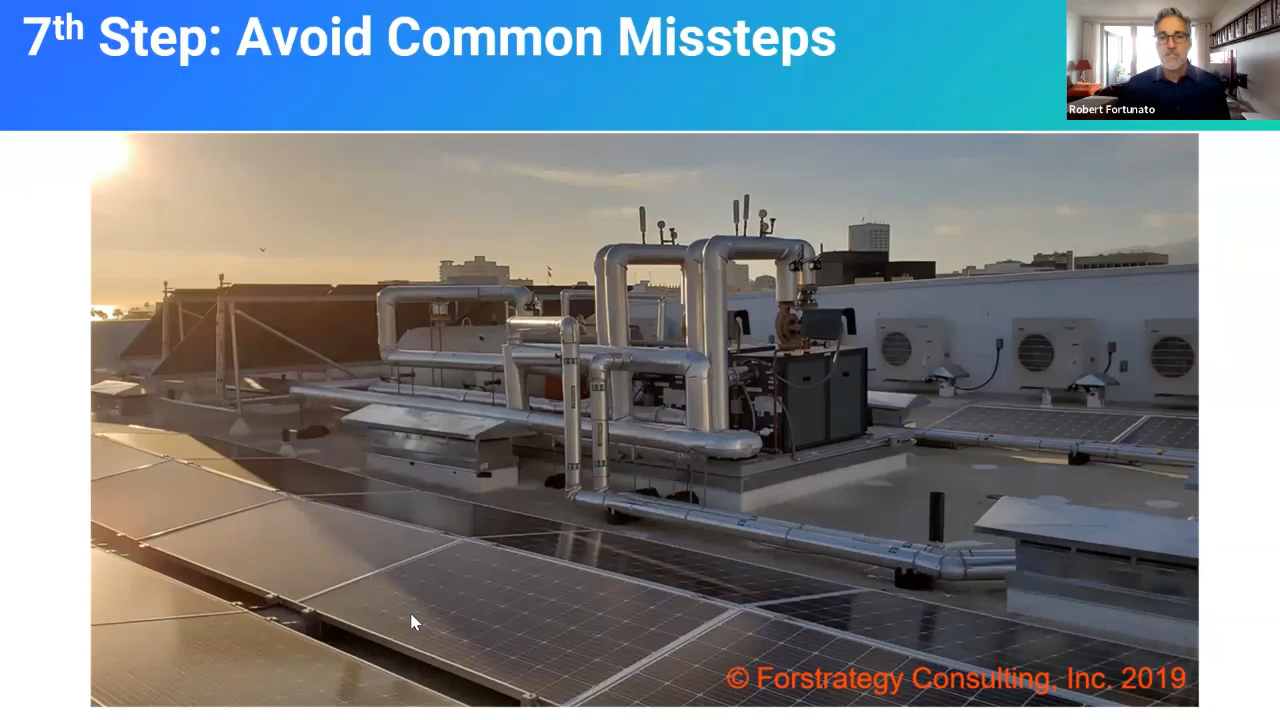 7th Step: Avoid Common Missteps
Robert Fortunato
© Forstrategy Consulting, Inc. 2019